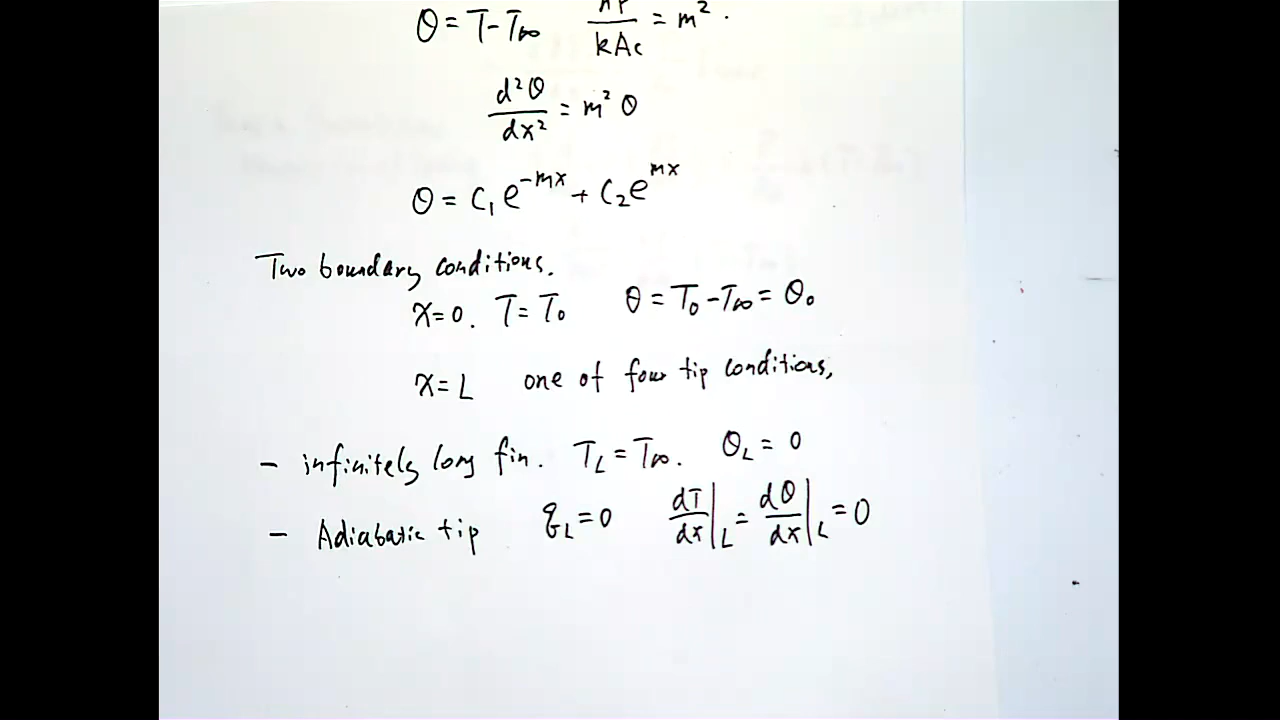 θ = T - T∞ hP/kAc = m².
d²θ/dx² = m² θ
θ = C₁e^{-mx} + C₂e^{mx}
Two boundary conditions.
x=0. T = T₀ θ = T₀ - T∞ = θ₀
x = L one of four tip conditions,
- infinitely long fin. T_L = T∞. θ_L = 0
- Adiabatic tip q_L = 0 dT/dx|_L = dθ/dx|_L = 0